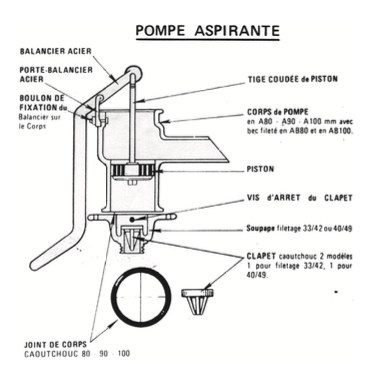 POMPE ASPIRANTE
BALANCIER ACIER
PORTE-BALANCIER
ACIER
BOULON DE
FIXATION du
Balancier sur
le Corps
TIGE COUDÉE de PISTON
CORPS de POMPE
en A80 - A90 - A100 mm avec
bec fileté en AB80 et en AB100.
PISTON
VIS D'ARRET du CLAPET
Soupape filetage 33/42 ou 40/49
CLAPET caoutchouc 2 modèles
1 pour filetage 33/42, 1 pour
40/49.
JOINT DE CORPS
CAOUTCHOUC 80 - 90 - 100